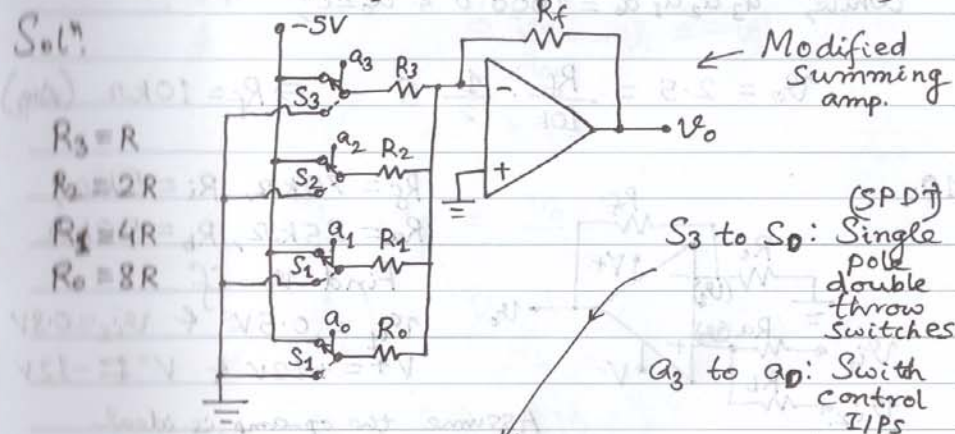 Solⁿ.
-5V
Rf
a3
R3
S3
← Modified
Summing
amp.
-
+
vo
R3 = R
R2 = 2R
R1 = 4R
R0 = 8R
a2
R2
S2
a1
R1
S1
a0
R0
S1
(SPDT)
S3 to S0: Single
pole
double
throw
switches
a3 to a0: Swith
control
I/Ps